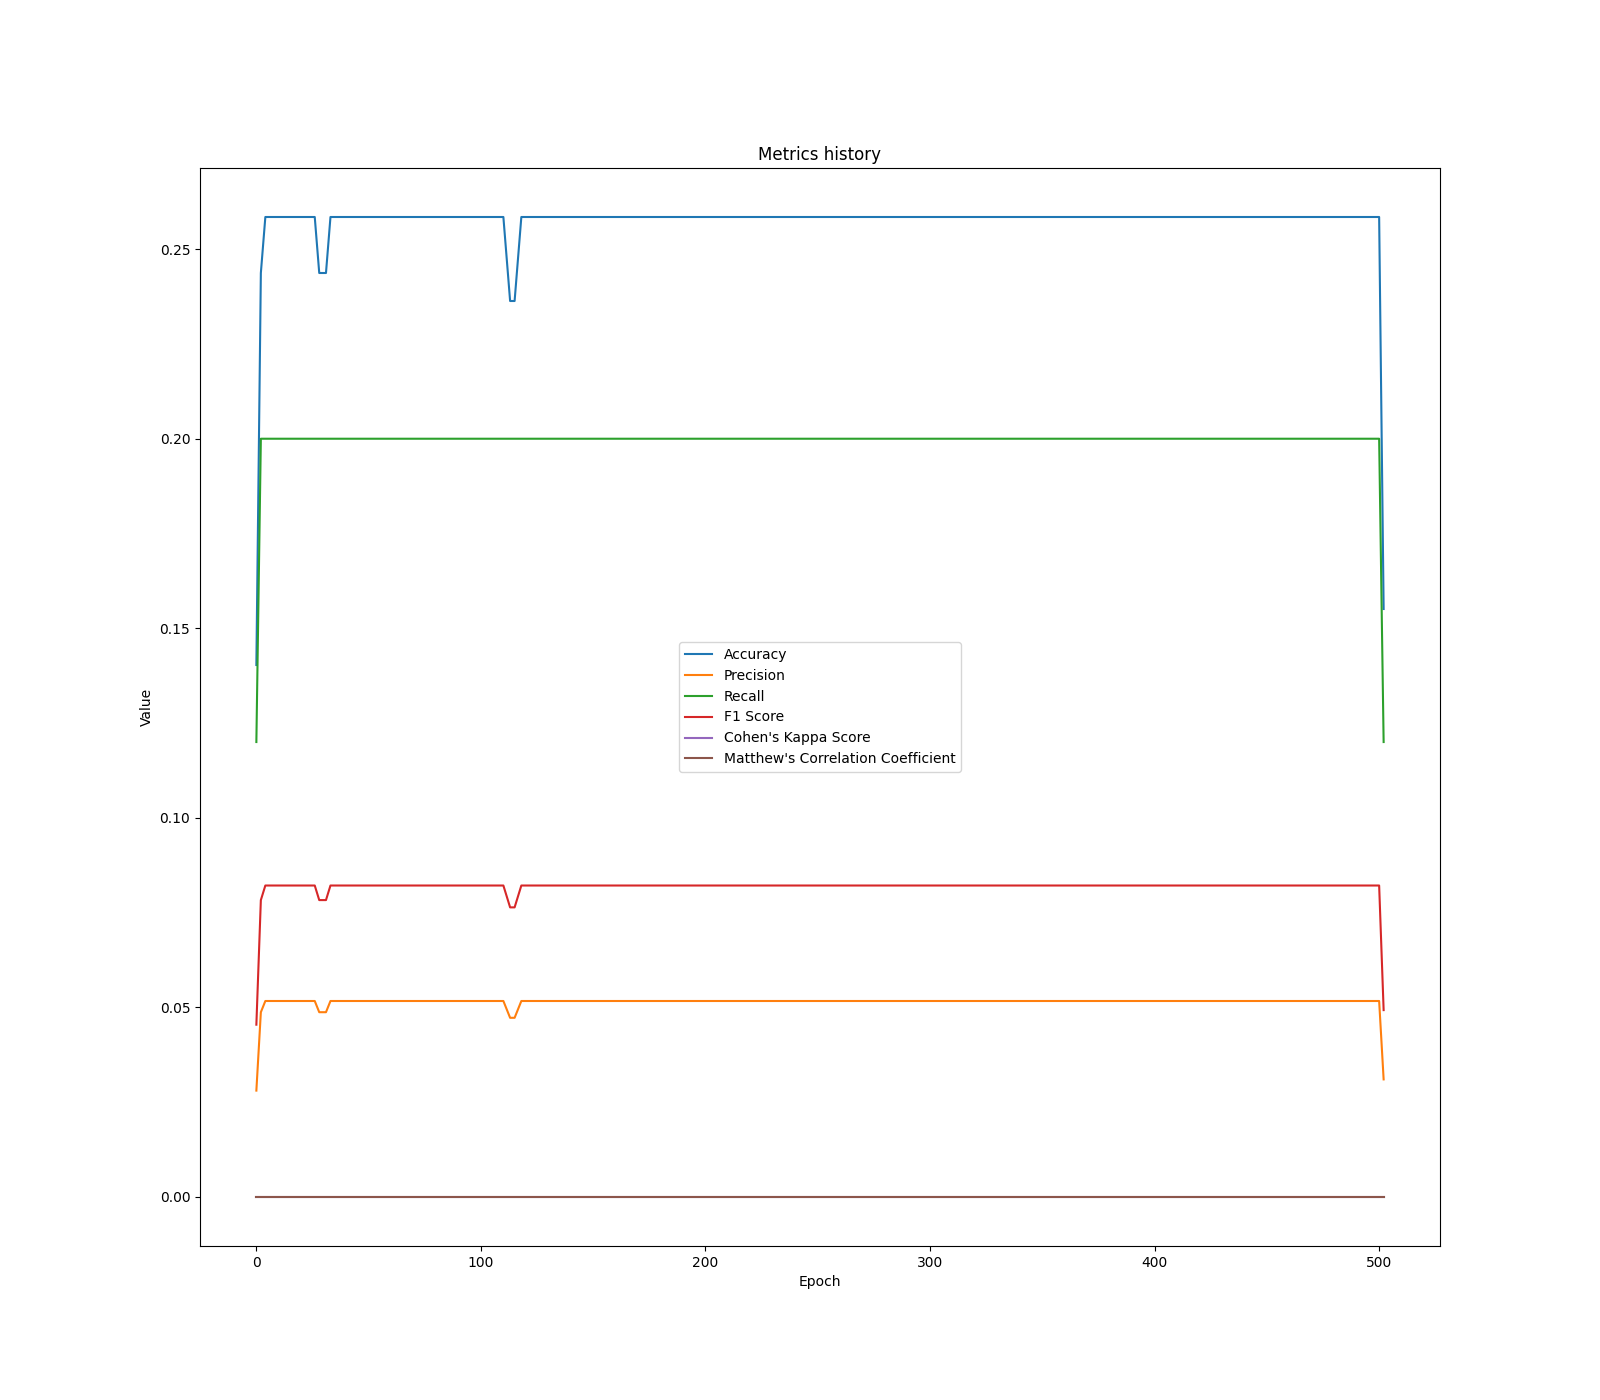 Metrics history
0.25
0.20
0.15
0.10
0.05
0.00
Value
Accuracy
Precision
Recall
F1 Score
Cohen's Kappa Score
Matthew's Correlation Coefficient
0 100 200 300 400 500
Epoch